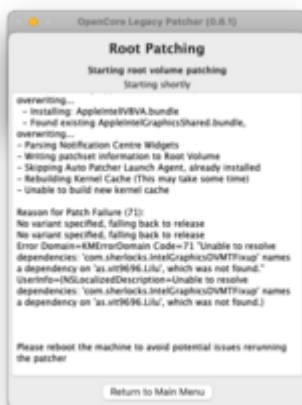 OpenCore Legacy Patcher (0.6.1)
Root Patching
Starting root volume patching
Starting shortly
overwriting...
- Installing: AppleIntelIVBVA.bundle
- Found existing AppleIntelGraphicsShared.bundle,
overwriting...
- Parsing Notification Centre Widgets
- Writing patchset information to Root Volume
- Skipping Auto Patcher Launch Agent, already installed
- Rebuilding Kernel Cache (This may take some time)
- Unable to build new kernel cache
Reason for Patch Failure (71):
No variant specified, falling back to release
No variant specified, falling back to release
Error Domain=KMErrorDomain Code=71 "Unable to resolve
dependencies: 'com.sherlocks.IntelGraphicsDVMTFixup' names
a dependency on 'as.vit9696.Lilu', which was not found."
UserInfo={NSLocalizedDescription=Unable to resolve
dependencies: 'com.sherlocks.IntelGraphicsDVMTFixup' names
a dependency on 'as.vit9696.Lilu', which was not found.}
Please reboot the machine to avoid potential issues rerunning
the patcher
Return to Main Menu